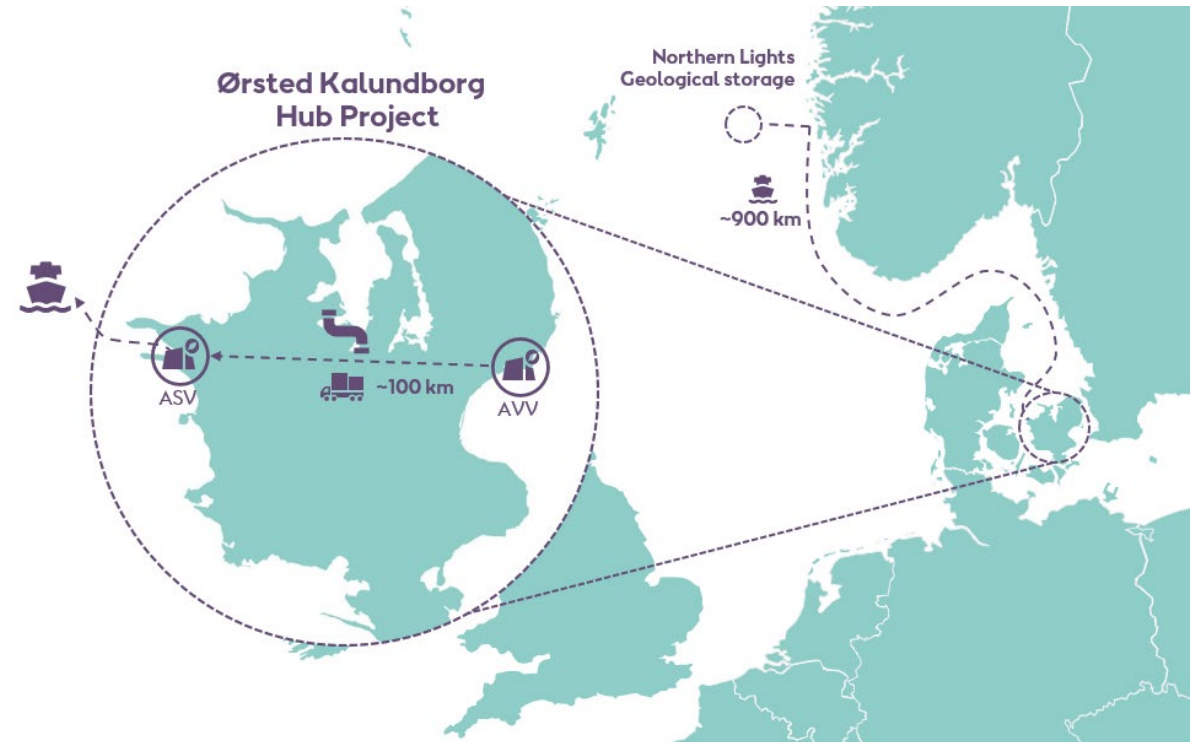 Ørsted Kalundborg
Hub Project
Northern Lights
Geological storage
~900 km
ASV
~100 km
AVV